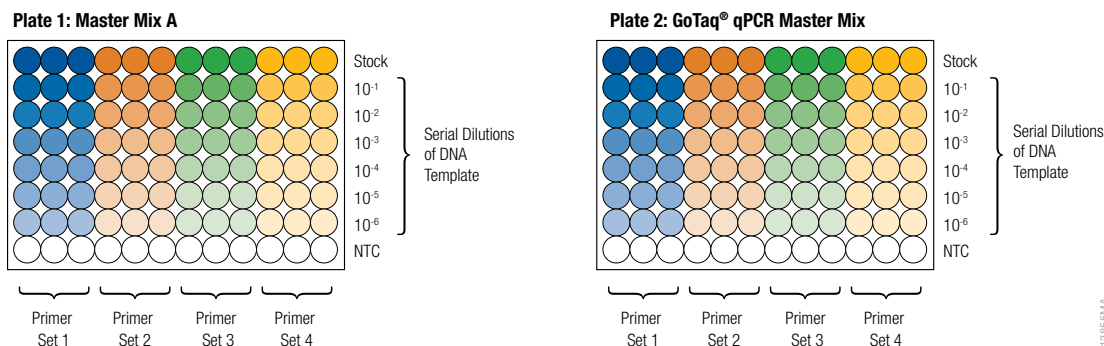 Plate 1: Master Mix A
Stock
10-1
10-2
10-3
10-4
10-5
10-6
NTC
Serial Dilutions
of DNA
Template
Primer
Set 1
Primer
Set 2
Primer
Set 3
Primer
Set 4
Plate 2: GoTaq® qPCR Master Mix
Stock
10-1
10-2
10-3
10-4
10-5
10-6
NTC
Serial Dilutions
of DNA
Template
Primer
Set 1
Primer
Set 2
Primer
Set 3
Primer
Set 4